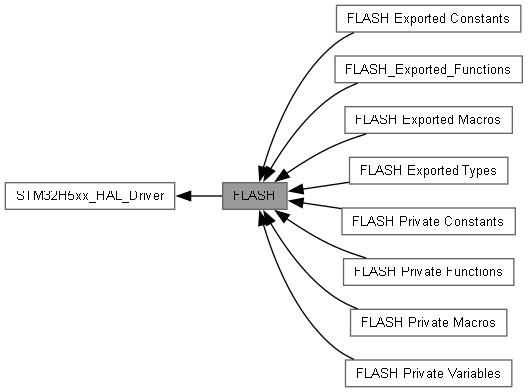 FLASH Exported Constants
FLASH_Exported_Functions
FLASH Exported Macros
FLASH Exported Types
STM32H5xx_HAL_Driver
FLASH
FLASH Private Constants
FLASH Private Functions
FLASH Private Macros
FLASH Private Variables